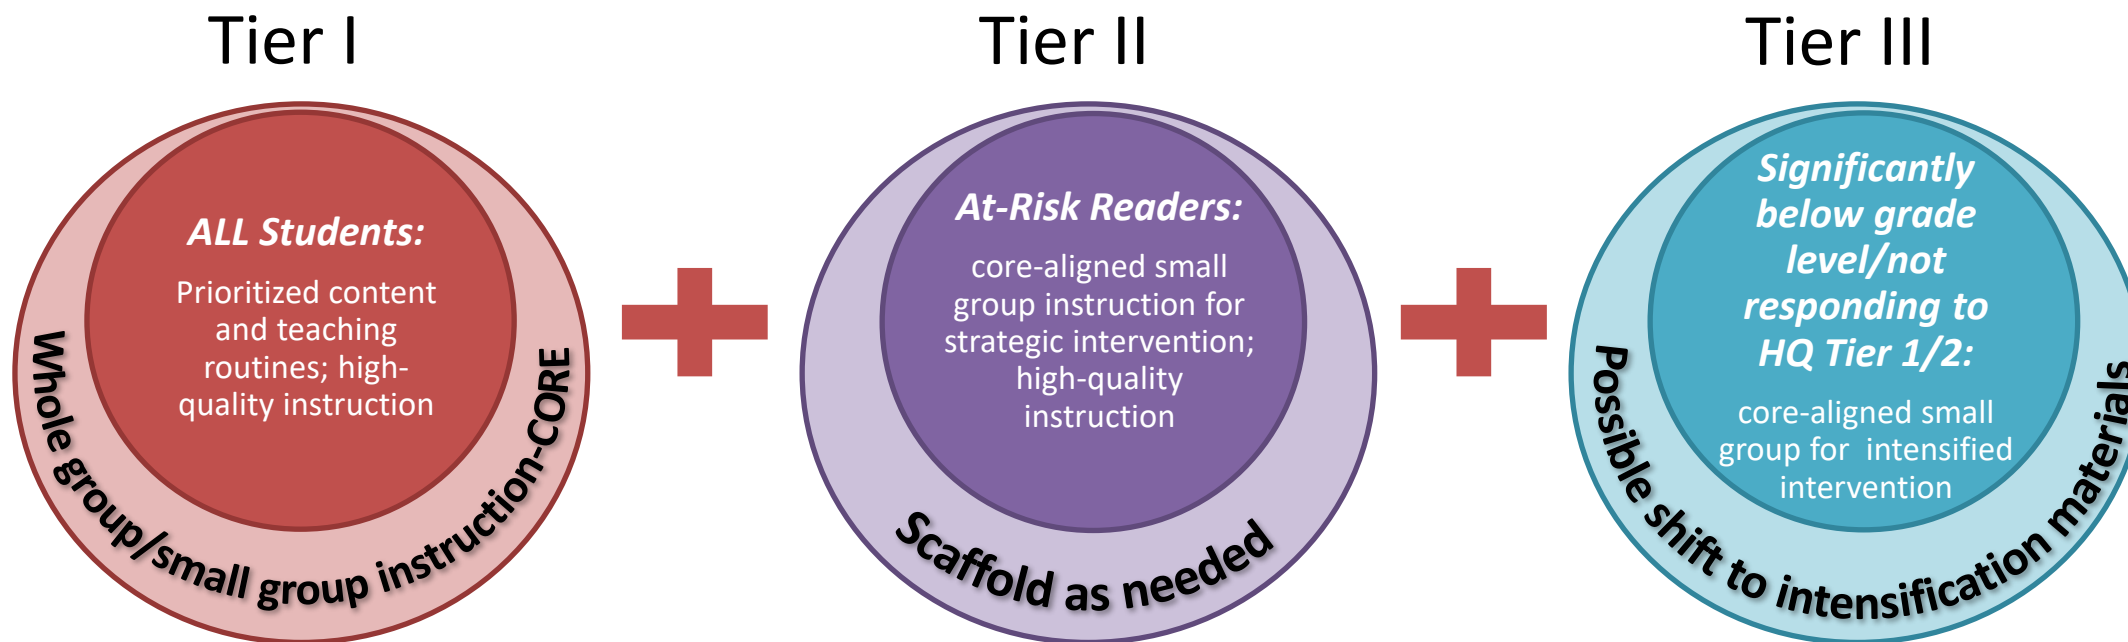 Tier I
ALL Students:
Prioritized content
and teaching
routines; high-
quality instruction
Whole group/small group instruction-CORE
Tier II
At-Risk Readers:
core-aligned small
group instruction for
strategic intervention;
high-quality
instruction
Scaffold as needed
Tier III
Significantly
below grade
level/not
responding to
HQ Tier 1/2:
core-aligned small
group for intensified
intervention
Possible shift to intensification materials